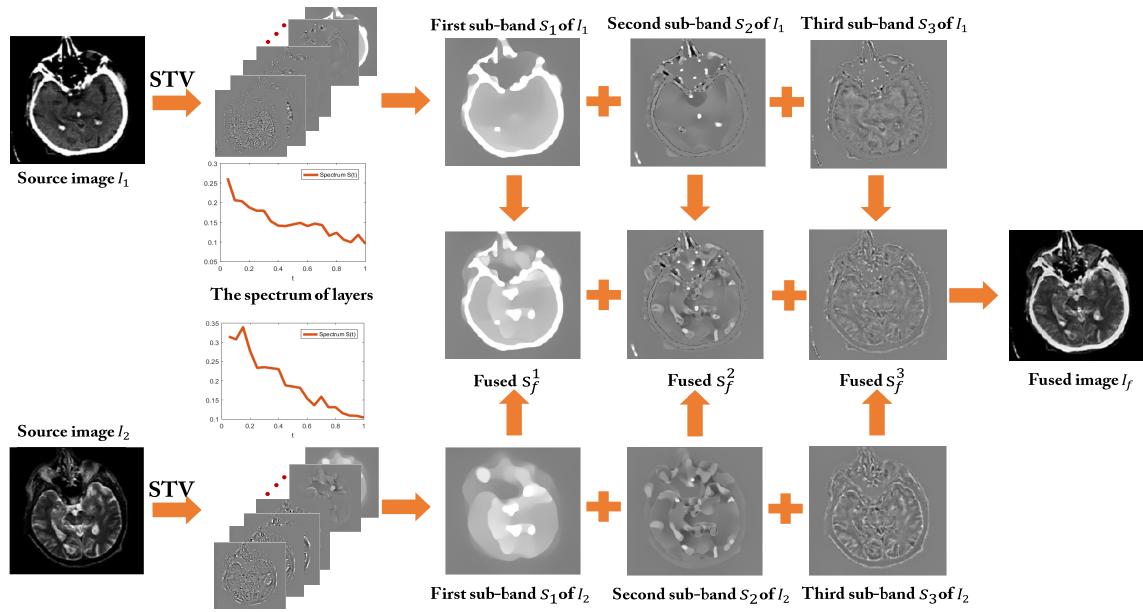 First sub-band S₁ of I₁
Second sub-band S₂ of I₁
Third sub-band S₃ of I₁
STV
Source image I₁
0.3
0.25
0.2
0.15
0.1
0.05
Spectrum S(t)
0 0.2 0.4 0.6 0.8 1
t
The spectrum of layers
0.35
0.3
0.25
0.2
0.15
0.1
Spectrum S(t)
0 0.2 0.4 0.6 0.8 1
t
Fused S_f^1
Fused S_f^2
Fused S_f^3
Fused image I_f
Source image I₂
STV
First sub-band S₁ of I₂
Second sub-band S₂ of I₂
Third sub-band S₃ of I₂